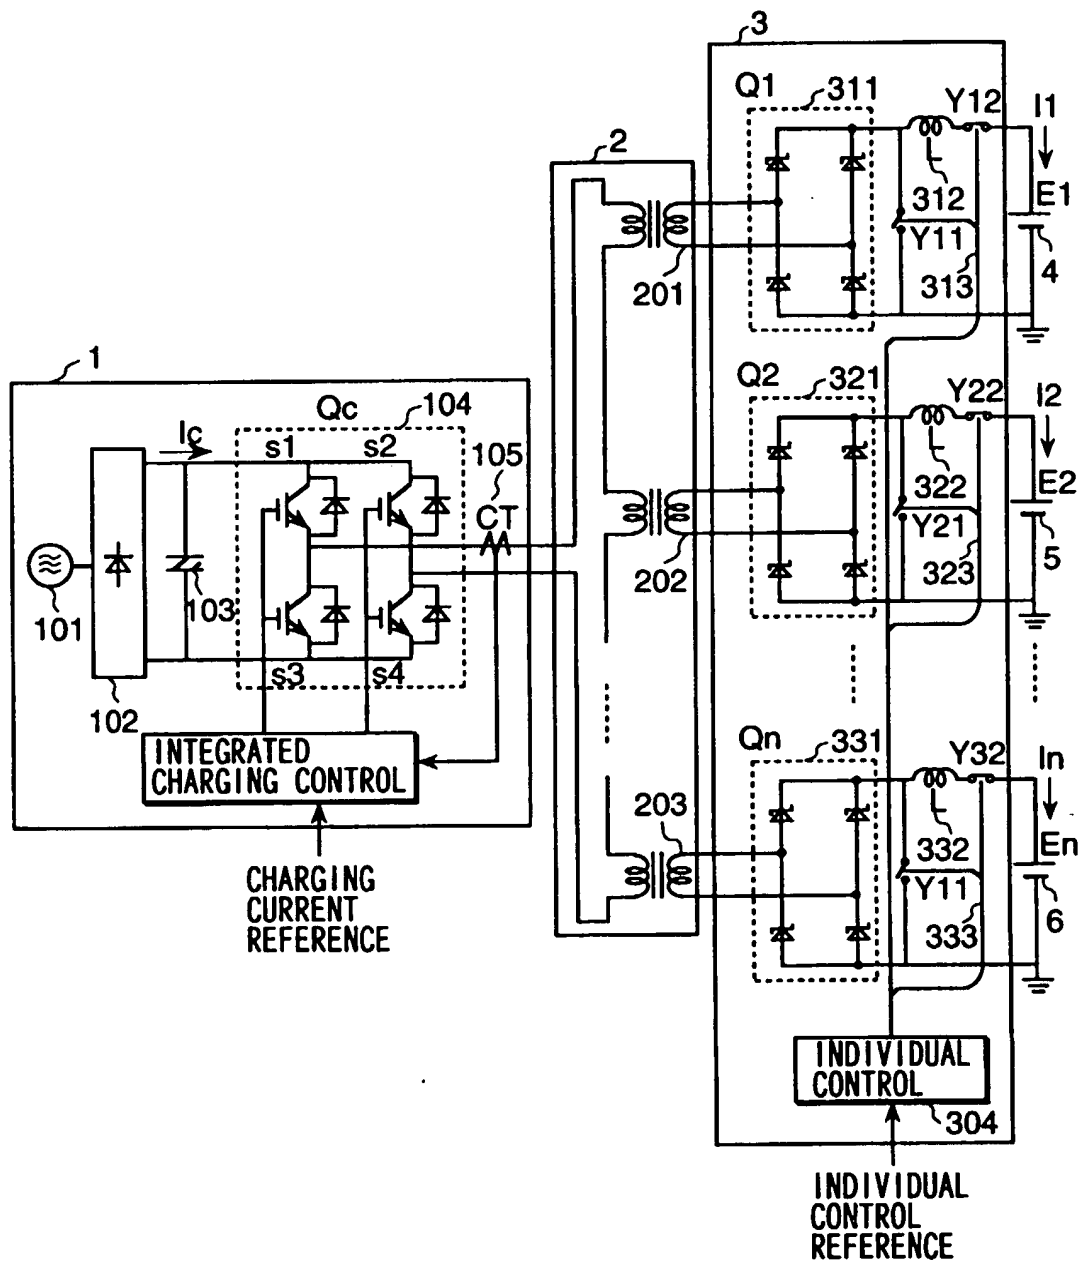 3
Q1
311
Y12
I1
2
312
E1
Y11
201
313
4
1
Q2
321
Y22
I2
Qc
104
Ic
s1
s2
105
CT
322
E2
Y21
101
103
202
323
5
s3
s4
102
Qn
331
Y32
In
INTEGRATED
CHARGING CONTROL
203
332
En
Y11
333
6
CHARGING
CURRENT
REFERENCE
INDIVIDUAL
CONTROL
304
INDIVIDUAL
CONTROL
REFERENCE